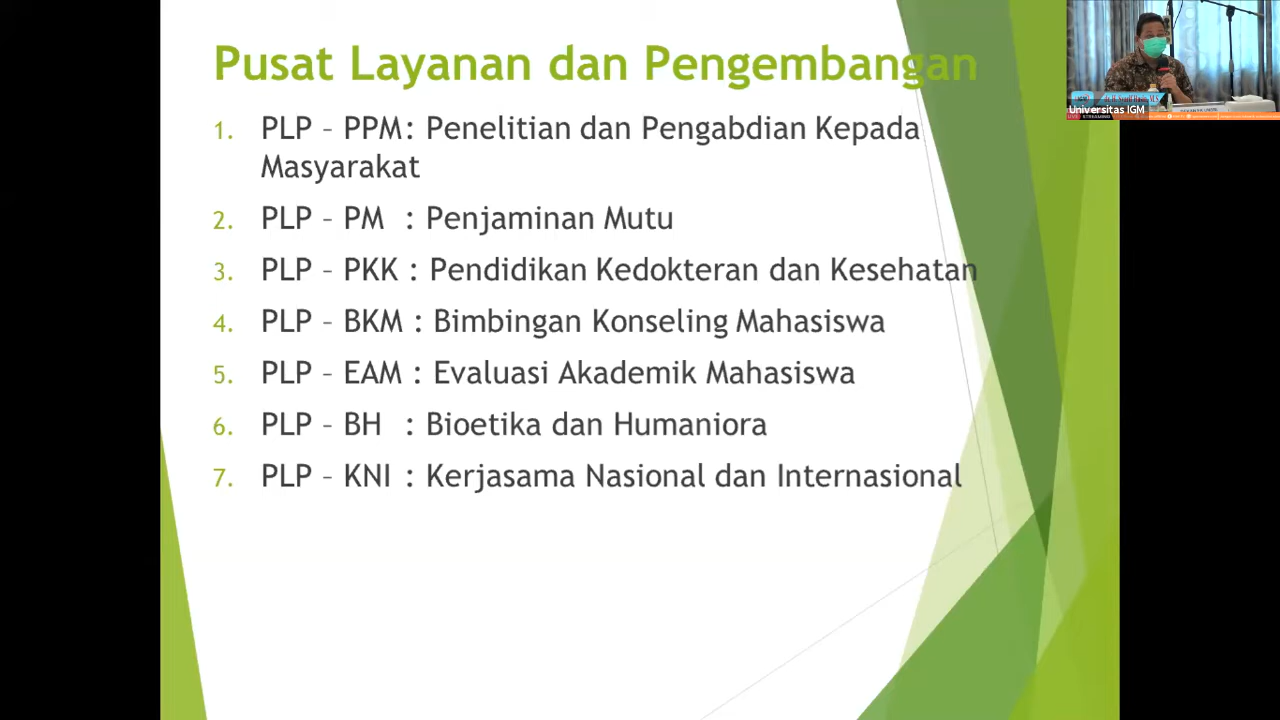 Pusat Layanan dan Pengembangan
1. PLP – PPM: Penelitian dan Pengabdian Kepada
Masyarakat
2. PLP – PM : Penjaminan Mutu
3. PLP – PKK : Pendidikan Kedokteran dan Kesehatan
4. PLP – BKM : Bimbingan Konseling Mahasiswa
5. PLP – EAM : Evaluasi Akademik Mahasiswa
6. PLP – BH : Bioetika dan Humaniora
7. PLP – KNI : Kerjasama Nasional dan Internasional
Universitas IGM
LIVE STREAMING